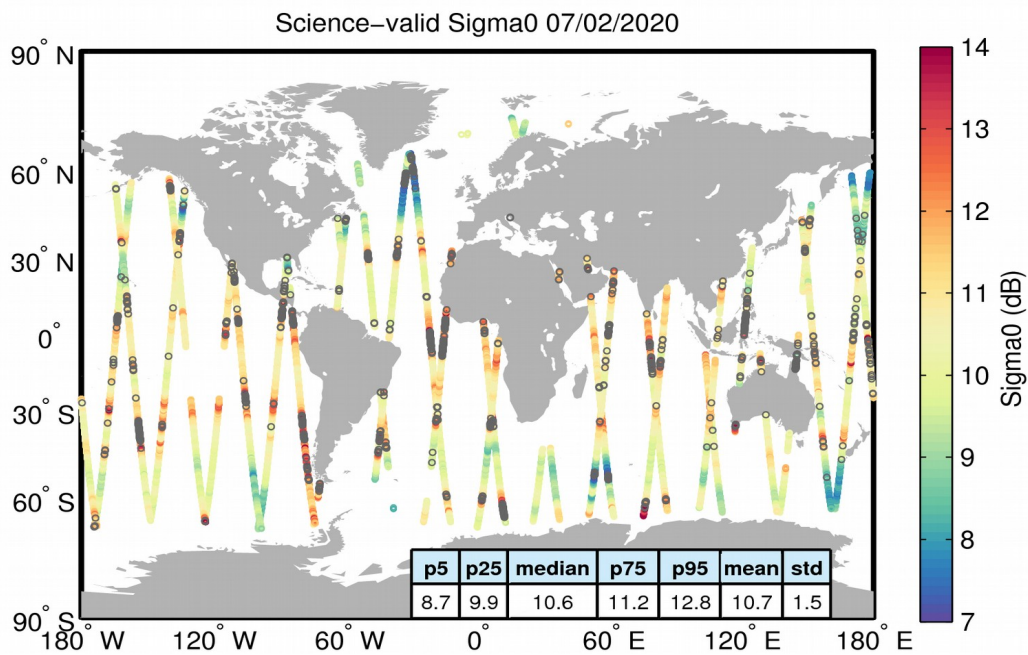 Science−valid Sigma0 07/02/2020
90° N
60° N
30° N
0°
30° S
60° S
90° S
180° W
120° W
60° W
0°
60° E
120° E
180° E
p5 p25 median p75 p95 mean std
8.7 9.9 10.6 11.2 12.8 10.7 1.5
14
13
12
11
10
9
8
7
Sigma0 (dB)